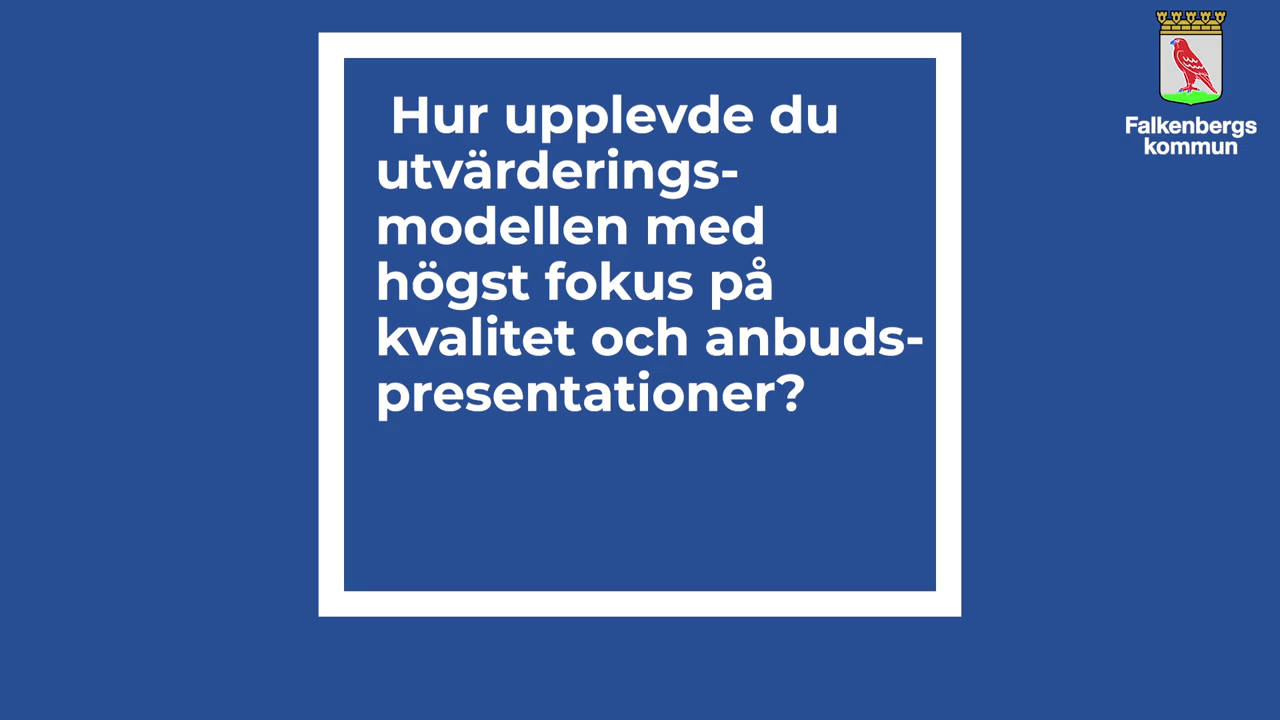 Hur upplevde du
utvärderings-
modellen med
högst fokus på
kvalitet och anbuds-
presentationer?
Falkenbergs
kommun